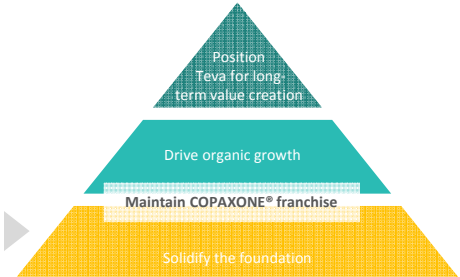 Position
Teva for long-
term value creation
Drive organic growth
Maintain COPAXONE® franchise
Solidify the foundation